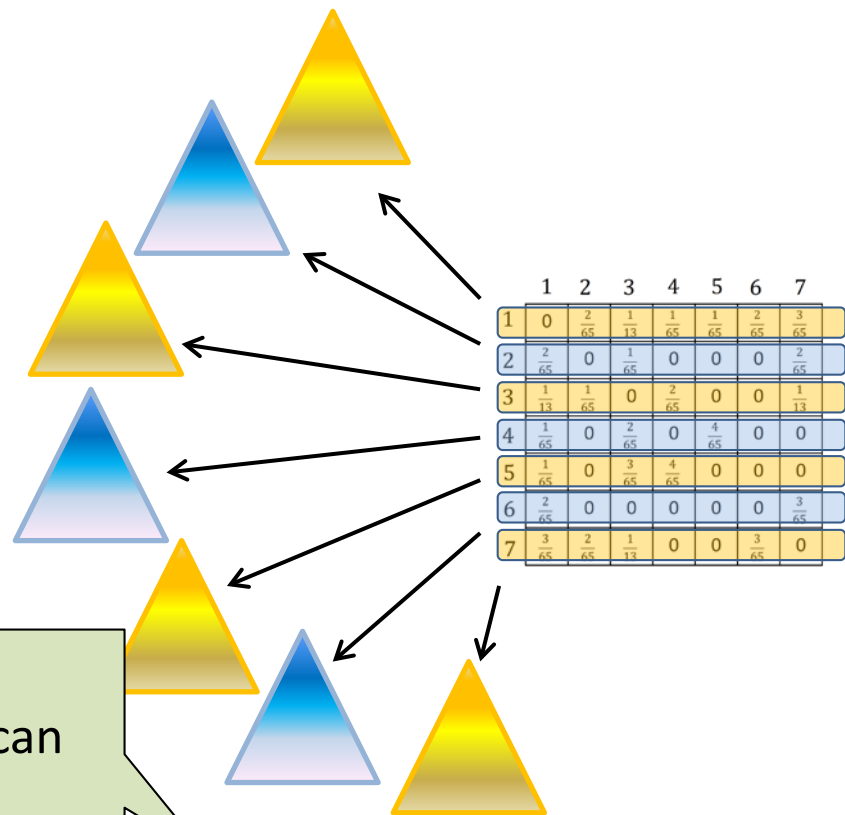 1 2 3 4 5 6 7
1 0 2/65 1/13 1/65 1/65 2/65 3/65
2 2/65 0 1/65 0 0 0 2/65
3 1/13 1/65 0 2/65 0 0 1/13
4 1/65 0 2/65 0 4/65 0 0
5 1/65 0 3/65 4/65 0 0 0
6 2/65 0 0 0 0 0 3/65
7 3/65 2/65 1/13 0 0 3/65 0
can